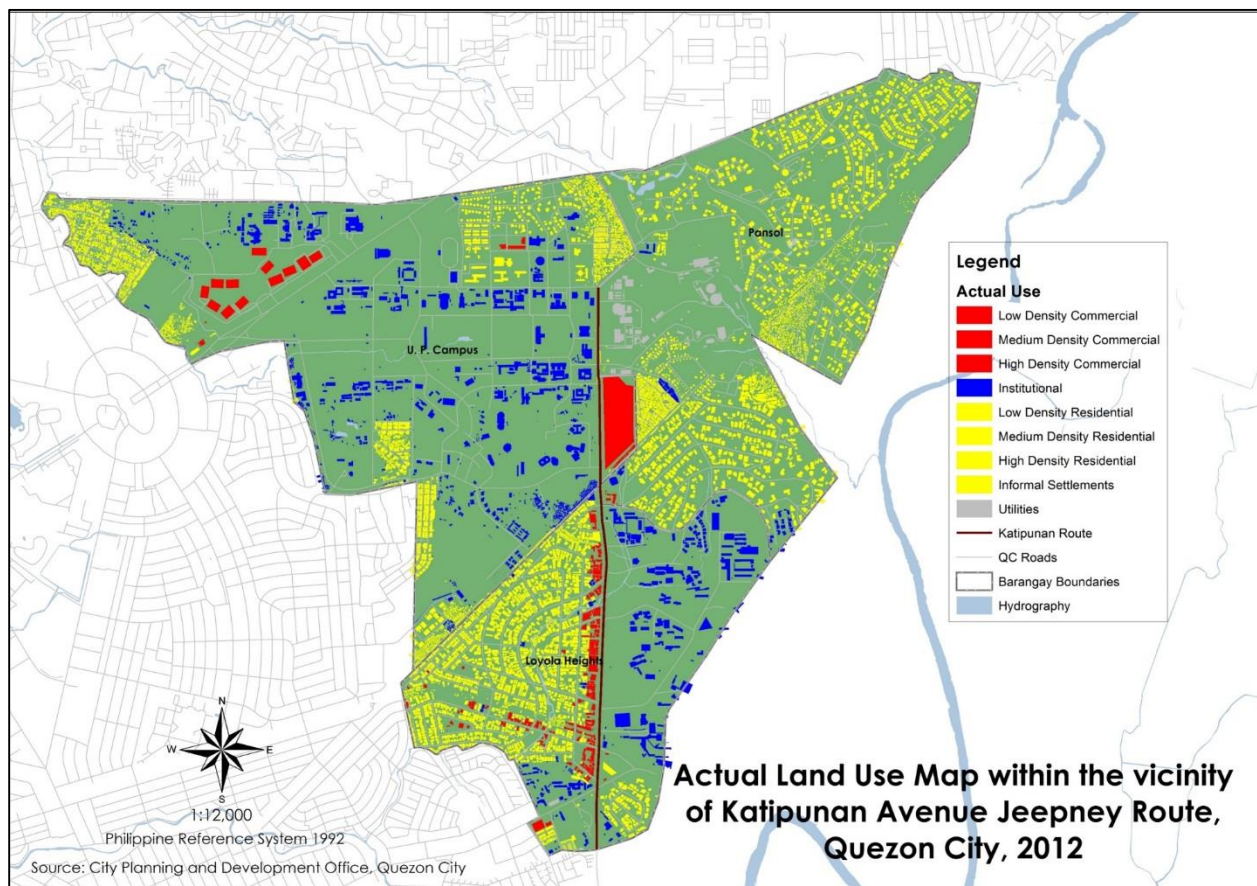 Pansol
U. P. Campus
Loyola Heights
Legend
Actual Use
Low Density Commercial
Medium Density Commercial
High Density Commercial
Institutional
Low Density Residential
Medium Density Residential
High Density Residential
Informal Settlements
Utilities
Katipunan Route
QC Roads
Barangay Boundaries
Hydrography
N
W
E
S
1:12,000
Philippine Reference System 1992
Source: City Planning and Development Office, Quezon City
Actual Land Use Map within the vicinity
of Katipunan Avenue Jeepney Route,
Quezon City, 2012